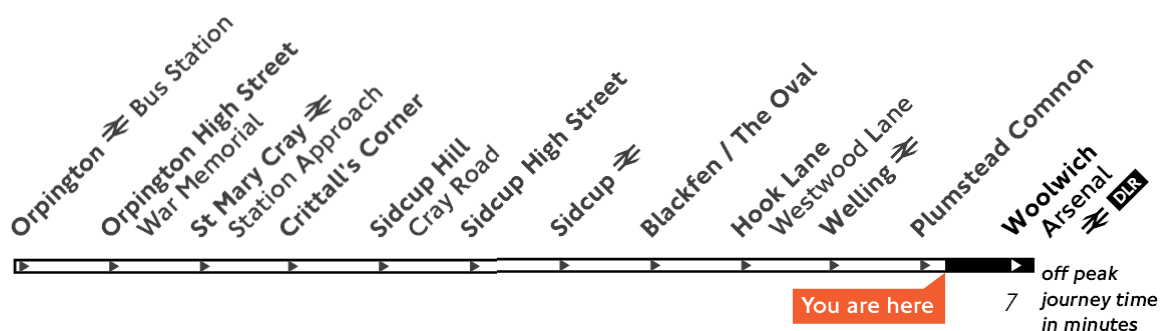 Orpington Bus Station
Orpington High Street
War Memorial
St Mary Cray
Station Approach
Crittall's Corner
Sidcup Hill
Cray Road
Sidcup High Street
Sidcup
Blackfen / The Oval
Hook Lane
Westwood Lane
Welling
Plumstead Common
Woolwich
Arsenal
DLR
You are here
7
off peak
journey time
in minutes